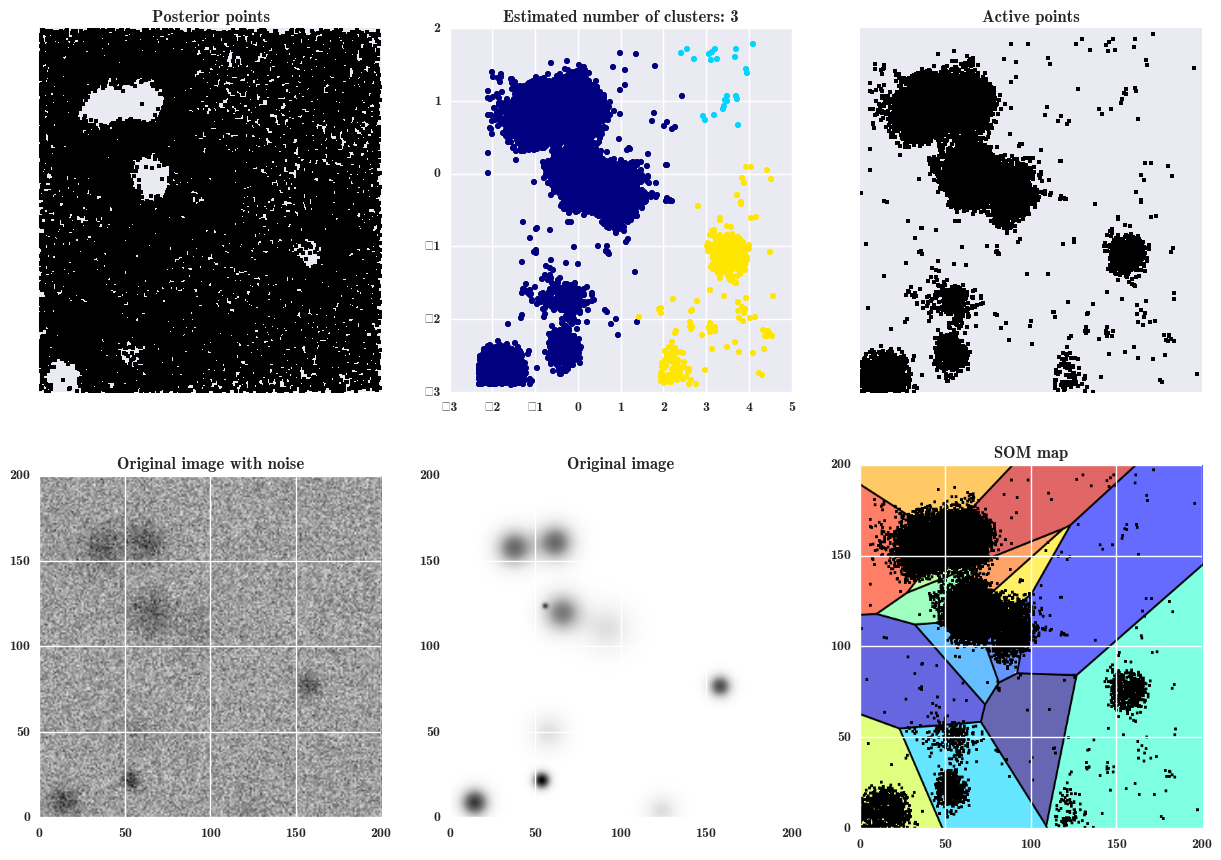 Posterior points
Estimated number of clusters: 3
Active points
2
1
0
□1
□2
□3
□3 □2 □1 0 1 2 3 4 5
Original image with noise
200
150
100
50
0
0 50 100 150 200
Original image
200
150
100
50
0
0 50 100 150 200
SOM map
200
150
100
50
0
0 50 100 150 200